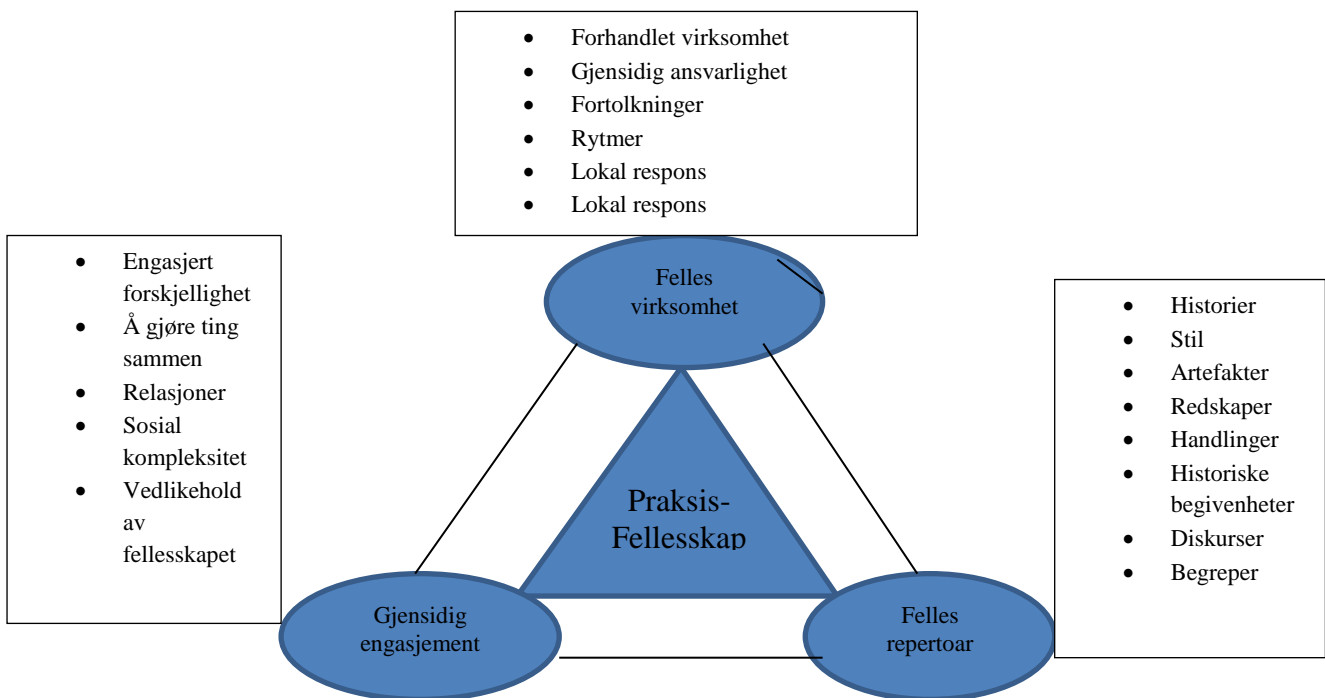 • Forhandlet virksomhet
• Gjensidig ansvarlighet
• Fortolkninger
• Rytmer
• Lokal respons
• Lokal respons
• Engasjert
forskjellighet
• Å gjøre ting
sammen
• Relasjoner
• Sosial
kompleksitet
• Vedlikehold
av
fellesskapet
Felles
virksomhet
• Historier
• Stil
• Artefakter
• Redskaper
• Handlinger
• Historiske
begivenheter
• Diskurser
• Begreper
Praksis-
Fellesskap
Gjensidig
engasjement
Felles
repertoar